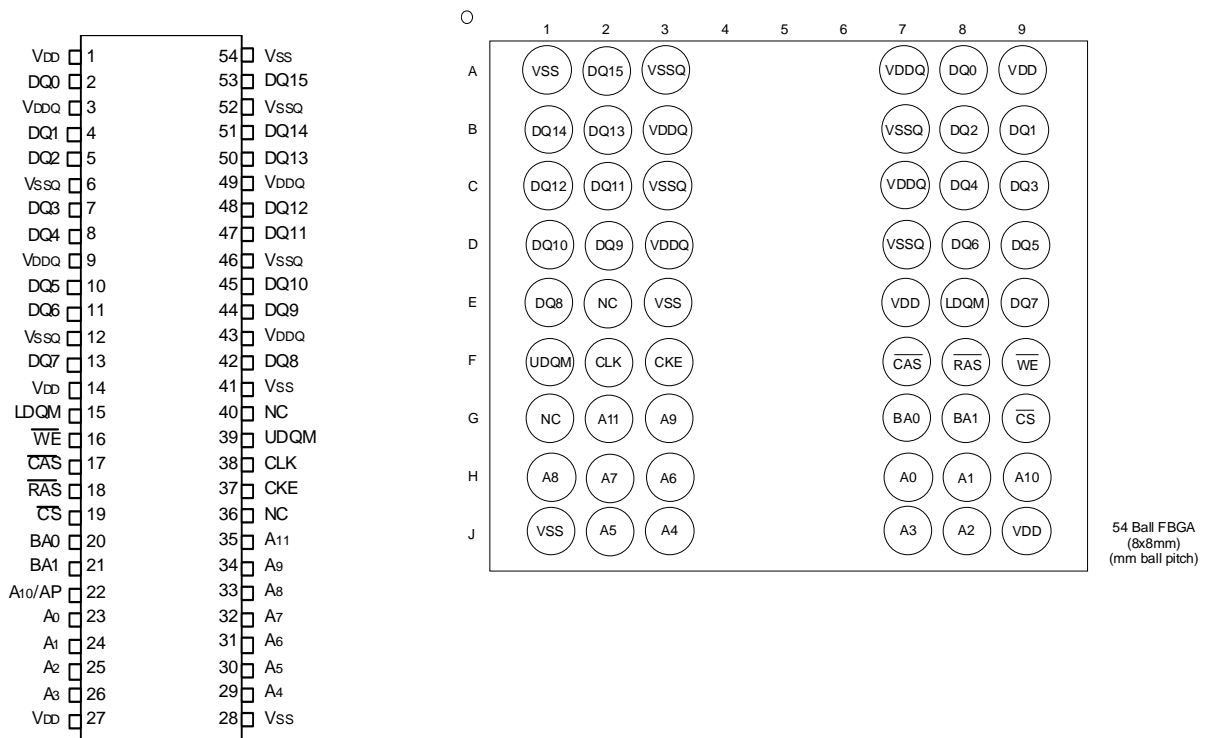 VDD 1 54 VSS
DQ0 2 53 DQ15
VDDQ 3 52 VSSQ
DQ1 4 51 DQ14
DQ2 5 50 DQ13
VSSQ 6 49 VDDQ
DQ3 7 48 DQ12
DQ4 8 47 DQ11
VDDQ 9 46 VSSQ
DQ5 10 45 DQ10
DQ6 11 44 DQ9
VSSQ 12 43 VDDQ
DQ7 13 42 DQ8
VDD 14 41 VSS
LDQM 15 40 NC
WE 16 39 UDQM
CAS 17 38 CLK
RAS 18 37 CKE
CS 19 36 NC
BA0 20 35 A11
BA1 21 34 A9
A10/AP 22 33 A8
A0 23 32 A7
A1 24 31 A6
A2 25 30 A5
A3 26 29 A4
VDD 27 28 VSS
1 2 3 4 5 6 7 8 9
A VSS DQ15 VSSQ VDDQ DQ0 VDD
B DQ14 DQ13 VDDQ VSSQ DQ2 DQ1
C DQ12 DQ11 VSSQ VDDQ DQ4 DQ3
D DQ10 DQ9 VDDQ VSSQ DQ6 DQ5
E DQ8 NC VSS VDD LDQM DQ7
F UDQM CLK CKE CAS RAS WE
G NC A11 A9 BA0 BA1 CS
H A8 A7 A6 A0 A1 A10
J VSS A5 A4 A3 A2 VDD
54 Ball FBGA
(8x8mm)
(mm ball pitch)